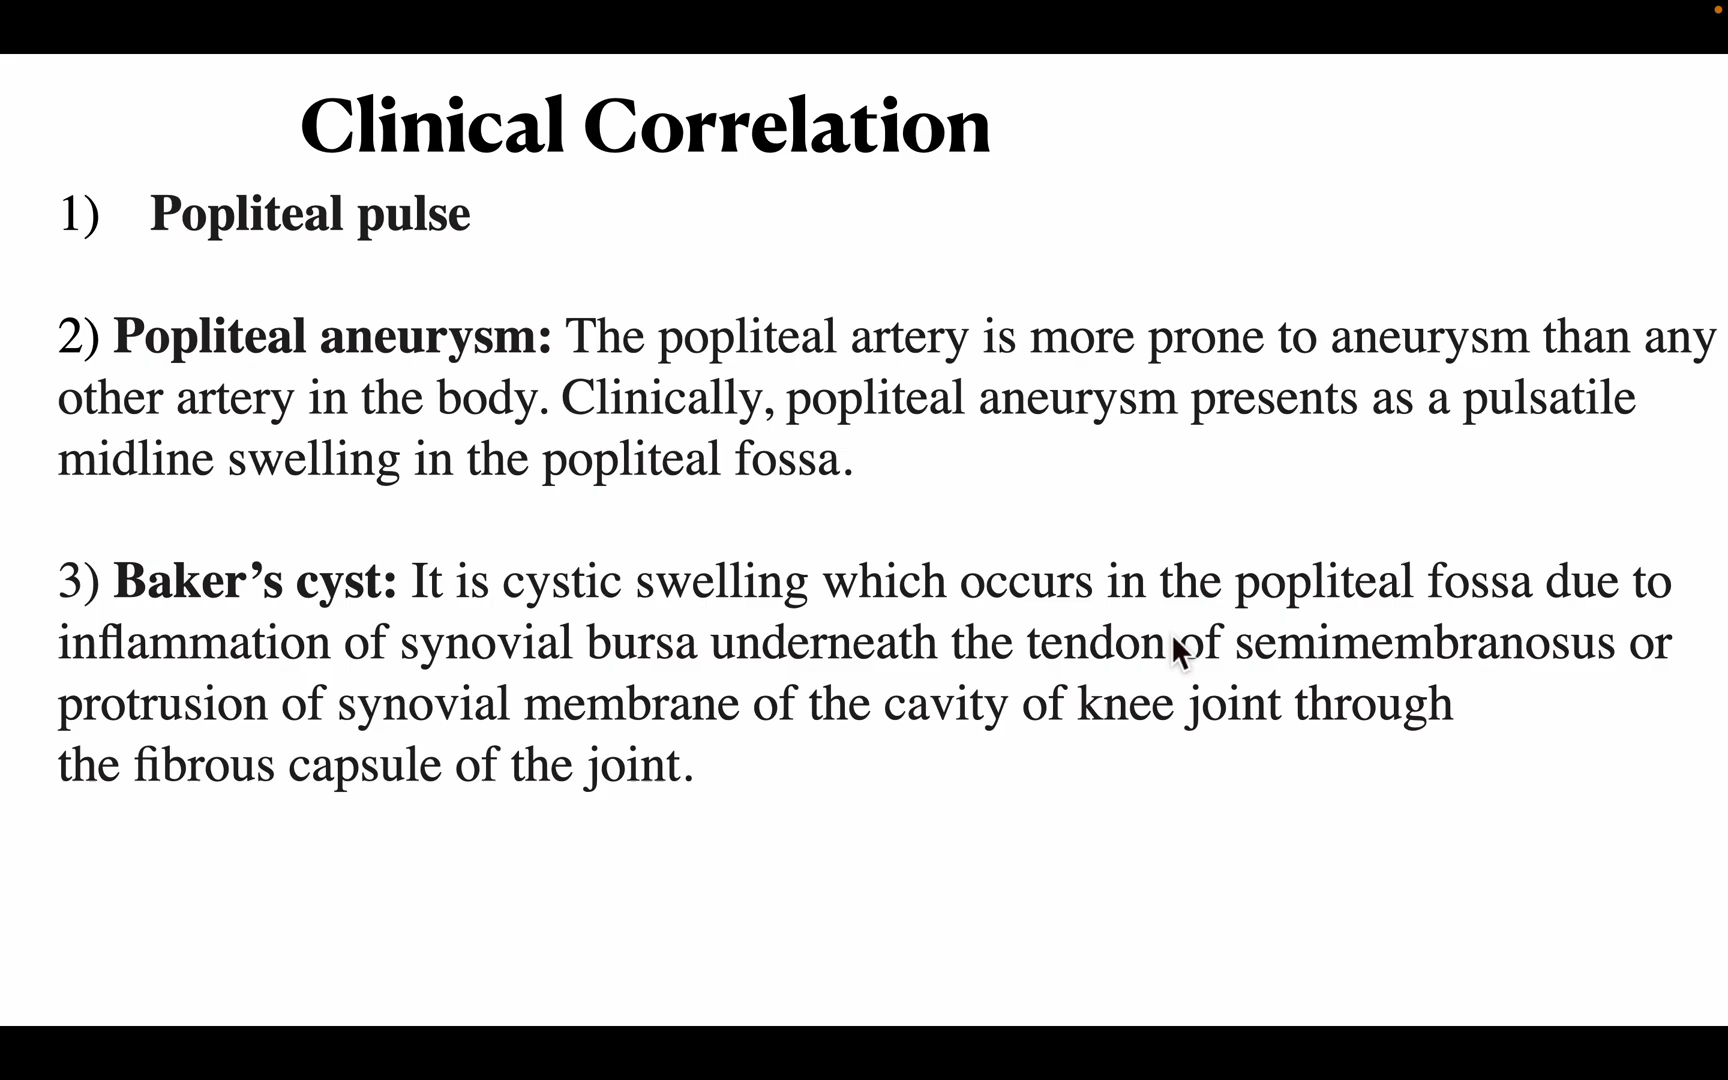 Clinical Correlation
1) Popliteal pulse
2) Popliteal aneurysm: The popliteal artery is more prone to aneurysm than any
other artery in the body. Clinically, popliteal aneurysm presents as a pulsatile
midline swelling in the popliteal fossa.
3) Baker’s cyst: It is cystic swelling which occurs in the popliteal fossa due to
inflammation of synovial bursa underneath the tendon of semimembranosus or
protrusion of synovial membrane of the cavity of knee joint through
the fibrous capsule of the joint.